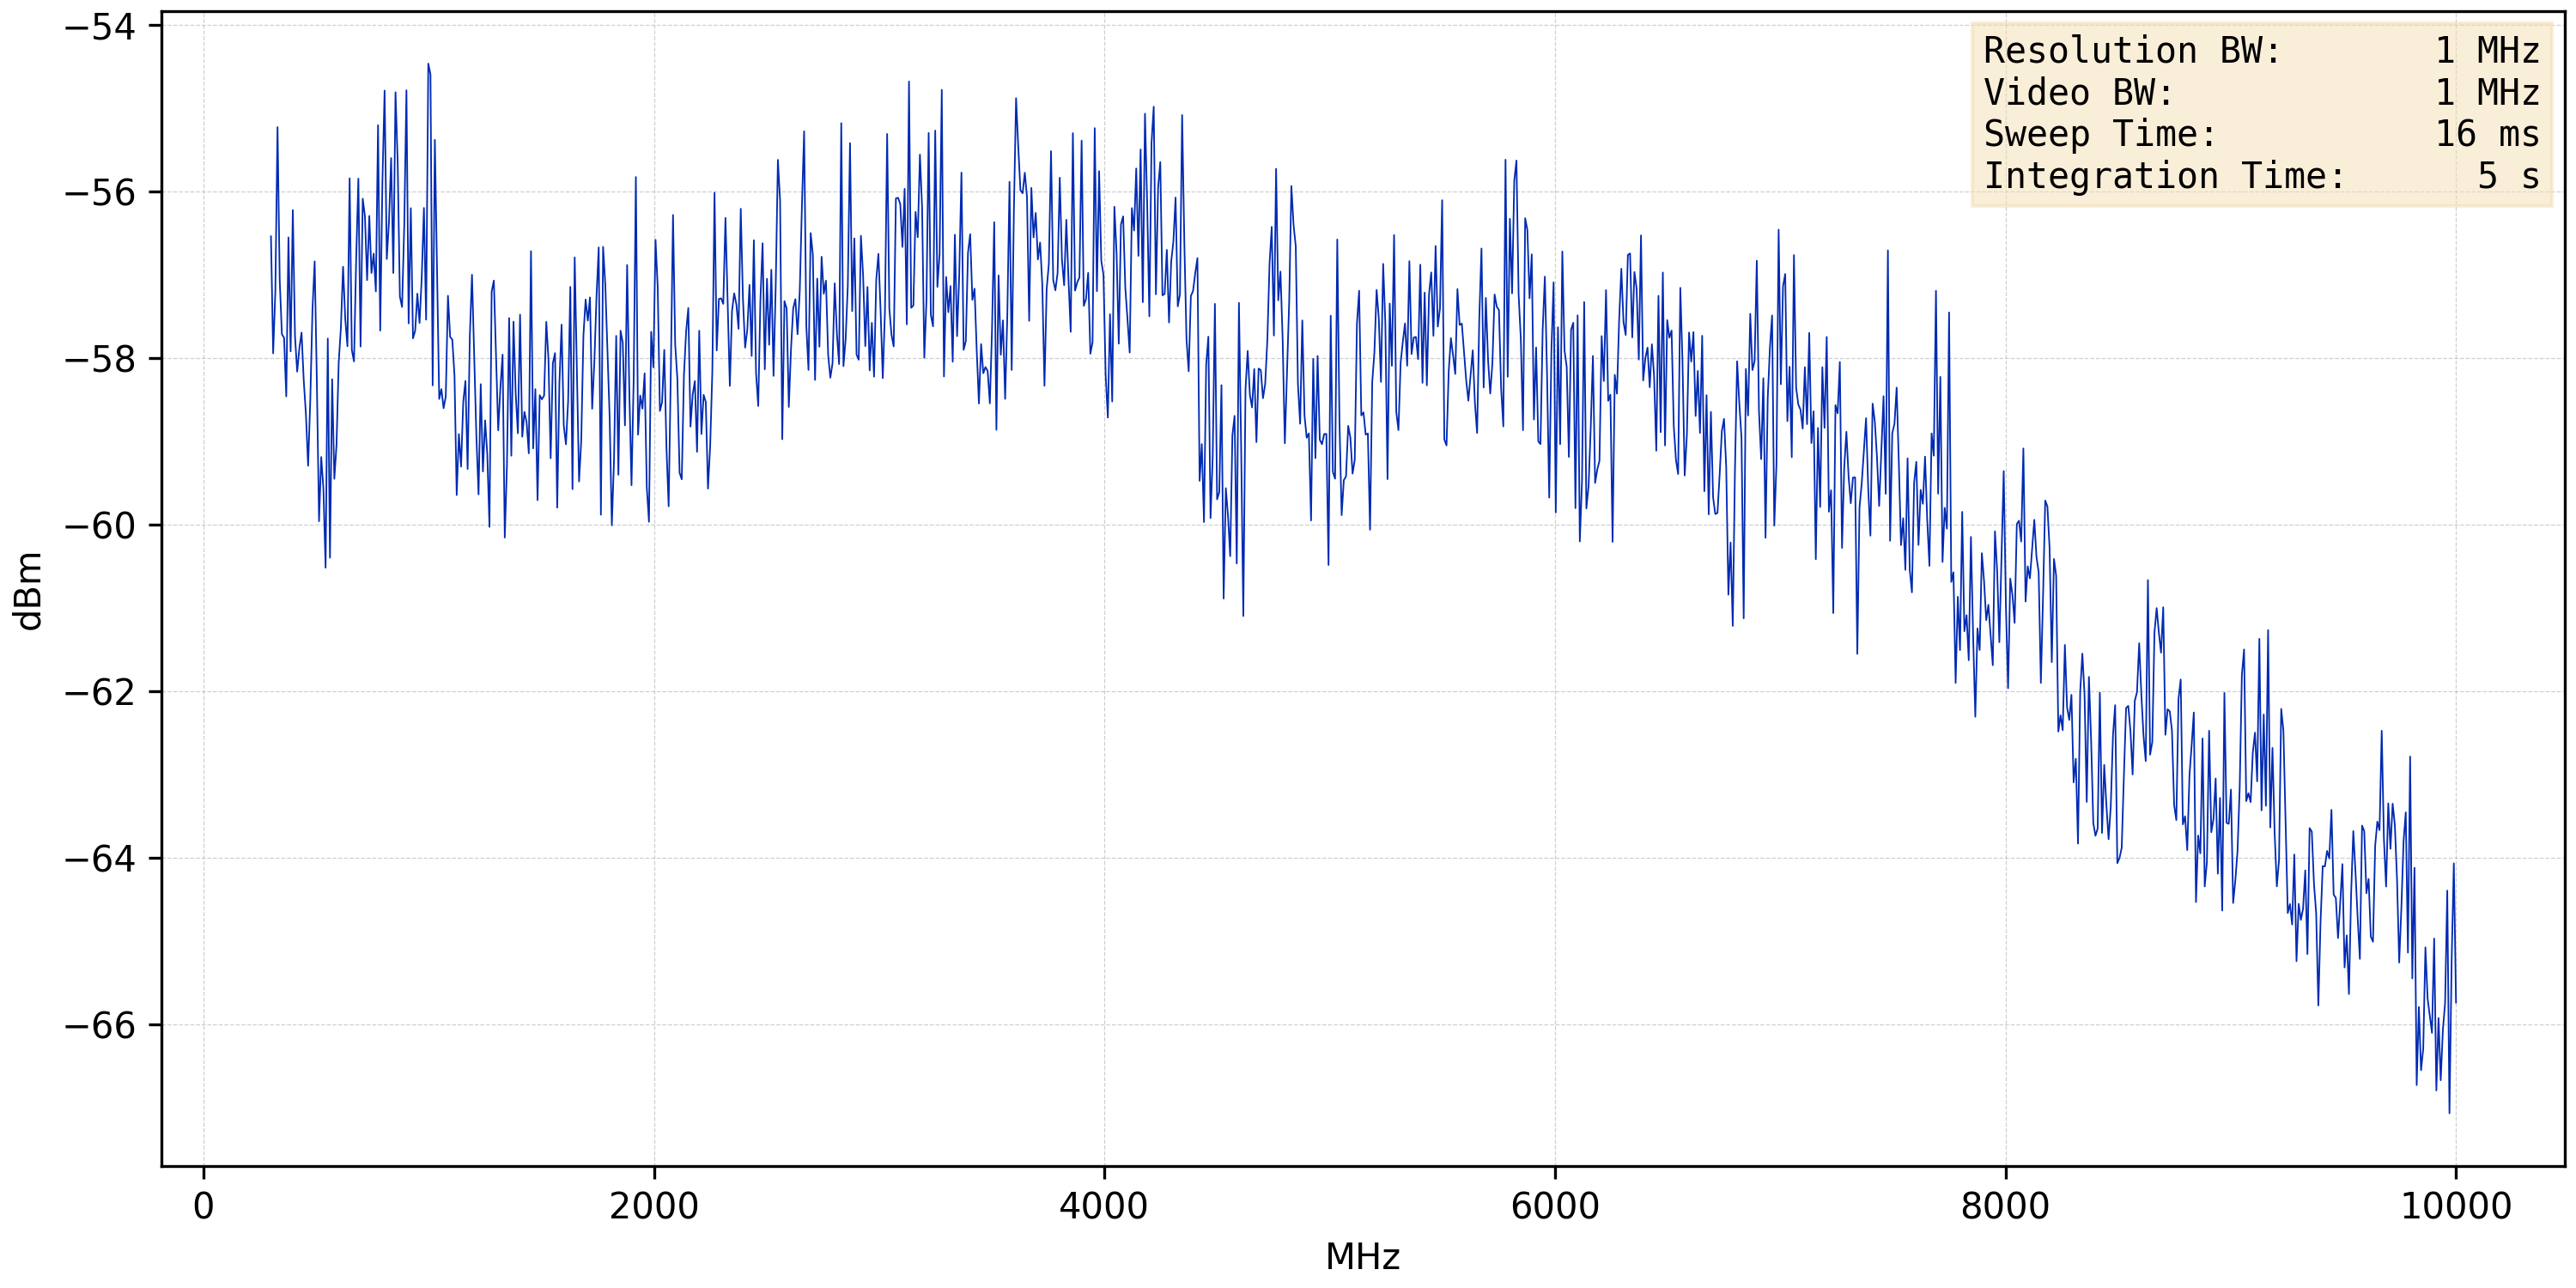 −54
−56
−58
−60
−62
−64
−66
dBm
Resolution BW: 1 MHz
Video BW: 1 MHz
Sweep Time: 16 ms
Integration Time: 5 s
0 2000 4000 6000 8000 10000
MHz